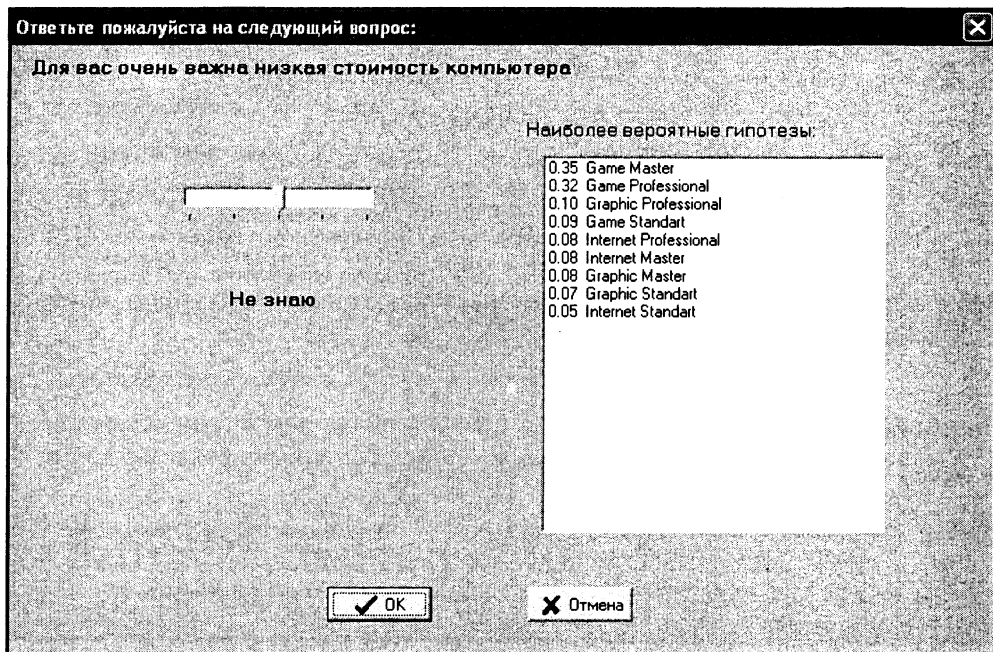 Ответьте пожалуйста на следующий вопрос:
Для вас очень важна низкая стоимость компьютера
Наиболее вероятные гипотезы:
0.35 Game Master
0.32 Game Professional
0.10 Graphic Professional
0.09 Game Standart
0.08 Internet Professional
0.08 Internet Master
0.08 Graphic Master
0.07 Graphic Standart
0.05 Internet Standart
Не знаю
OK
Отмена